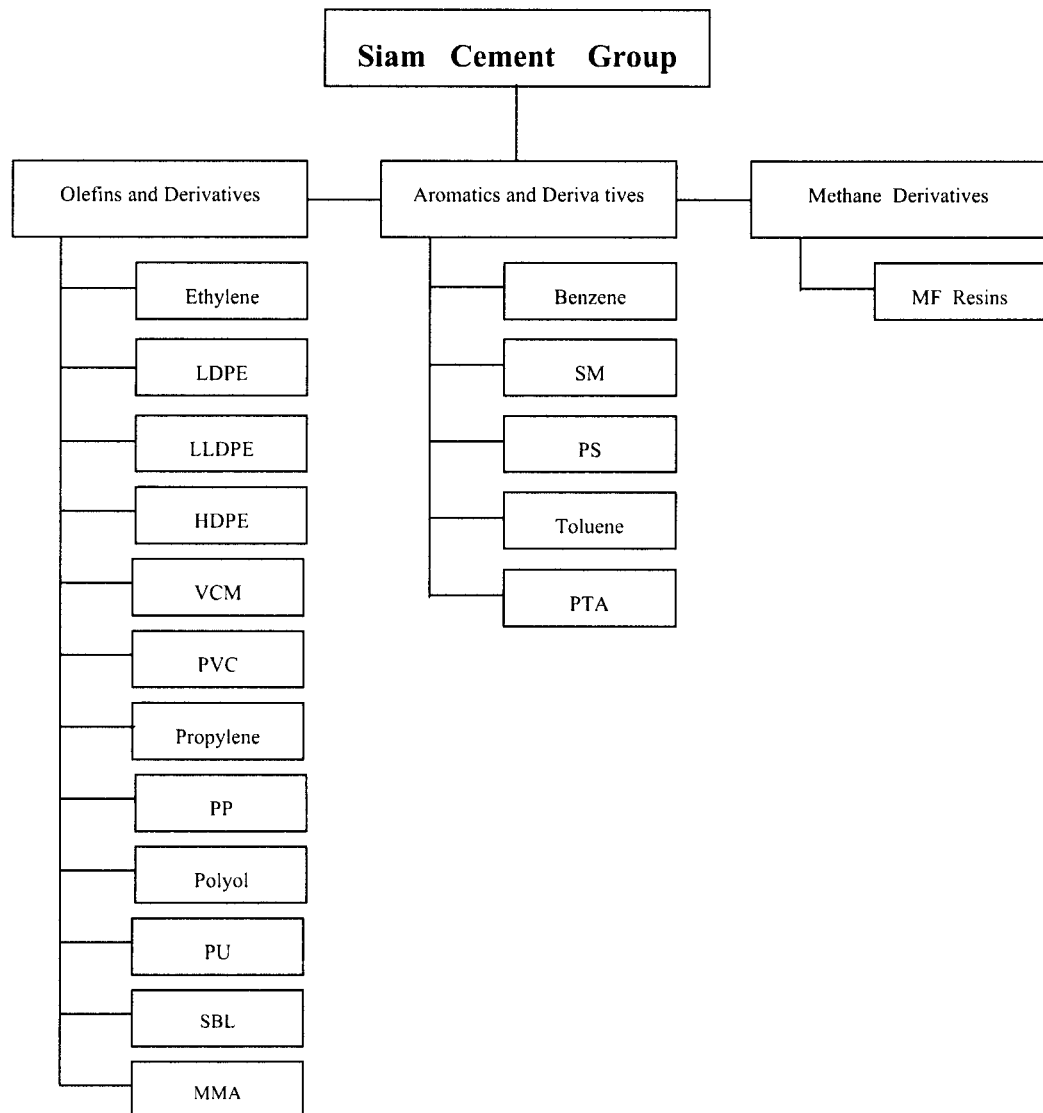 Siam Cement Group
Olefins and Derivatives
Aromatics and Deriva tives
Methane Derivatives
Ethylene
LDPE
LLDPE
HDPE
VCM
PVC
Propylene
PP
Polyol
PU
SBL
MMA
Benzene
SM
PS
Toluene
PTA
MF Resins